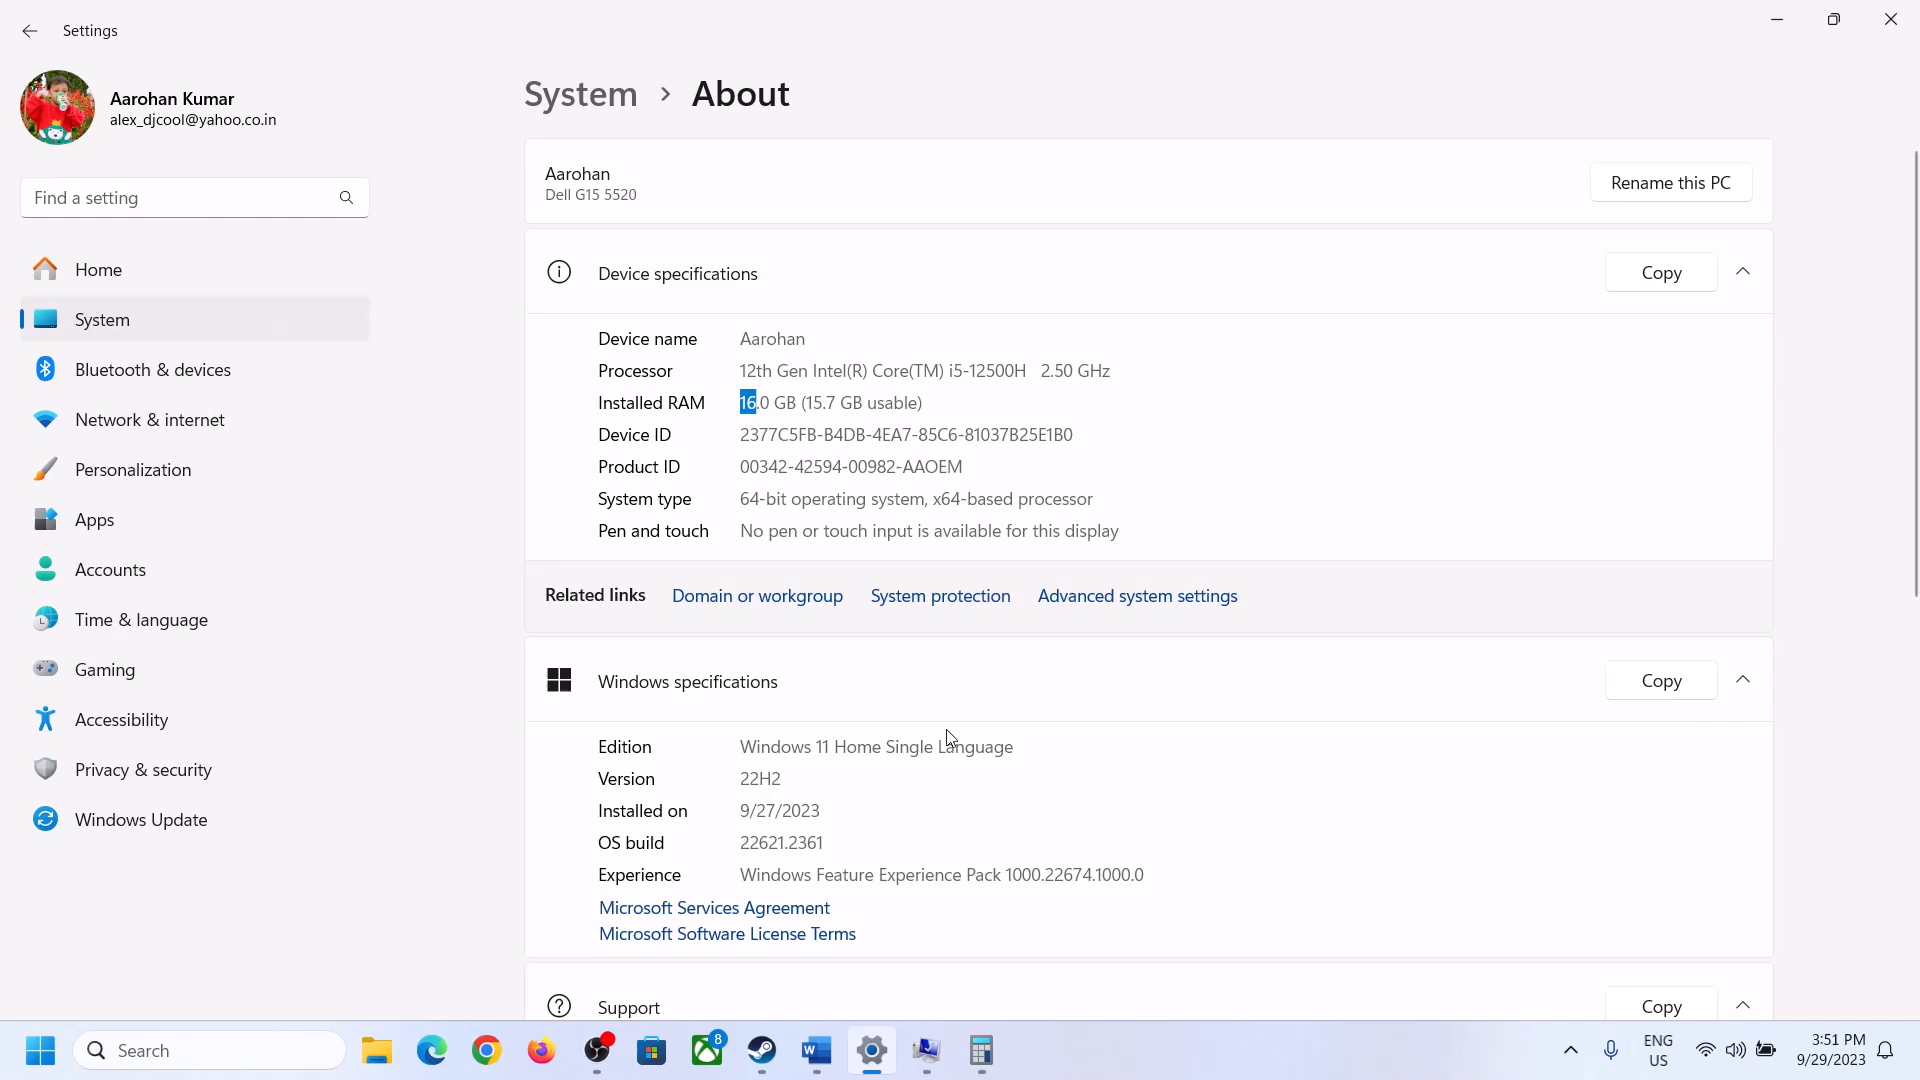 Settings
Aarohan Kumar
alex_djcool@yahoo.co.in
Find a setting
Home
System
Bluetooth & devices
Network & internet
Personalization
Apps
Accounts
Time & language
Gaming
Accessibility
Privacy & security
Windows Update
System > About
Aarohan
Dell G15 5520
Rename this PC
Device specifications
Copy
Device name Aarohan
Processor 12th Gen Intel(R) Core(TM) i5-12500H 2.50 GHz
Installed RAM 16.0 GB (15.7 GB usable)
Device ID 2377C5FB-B4DB-4EA7-85C6-81037B25E1B0
Product ID 00342-42594-00982-AAOEM
System type 64-bit operating system, x64-based processor
Pen and touch No pen or touch input is available for this display
Related links Domain or workgroup System protection Advanced system settings
Windows specifications
Copy
Edition Windows 11 Home Single Language
Version 22H2
Installed on 9/27/2023
OS build 22621.2361
Experience Windows Feature Experience Pack 1000.22674.1000.0
Microsoft Services Agreement
Microsoft Software License Terms
Support
Copy
Search
8
ENG
US
3:51 PM
9/29/2023